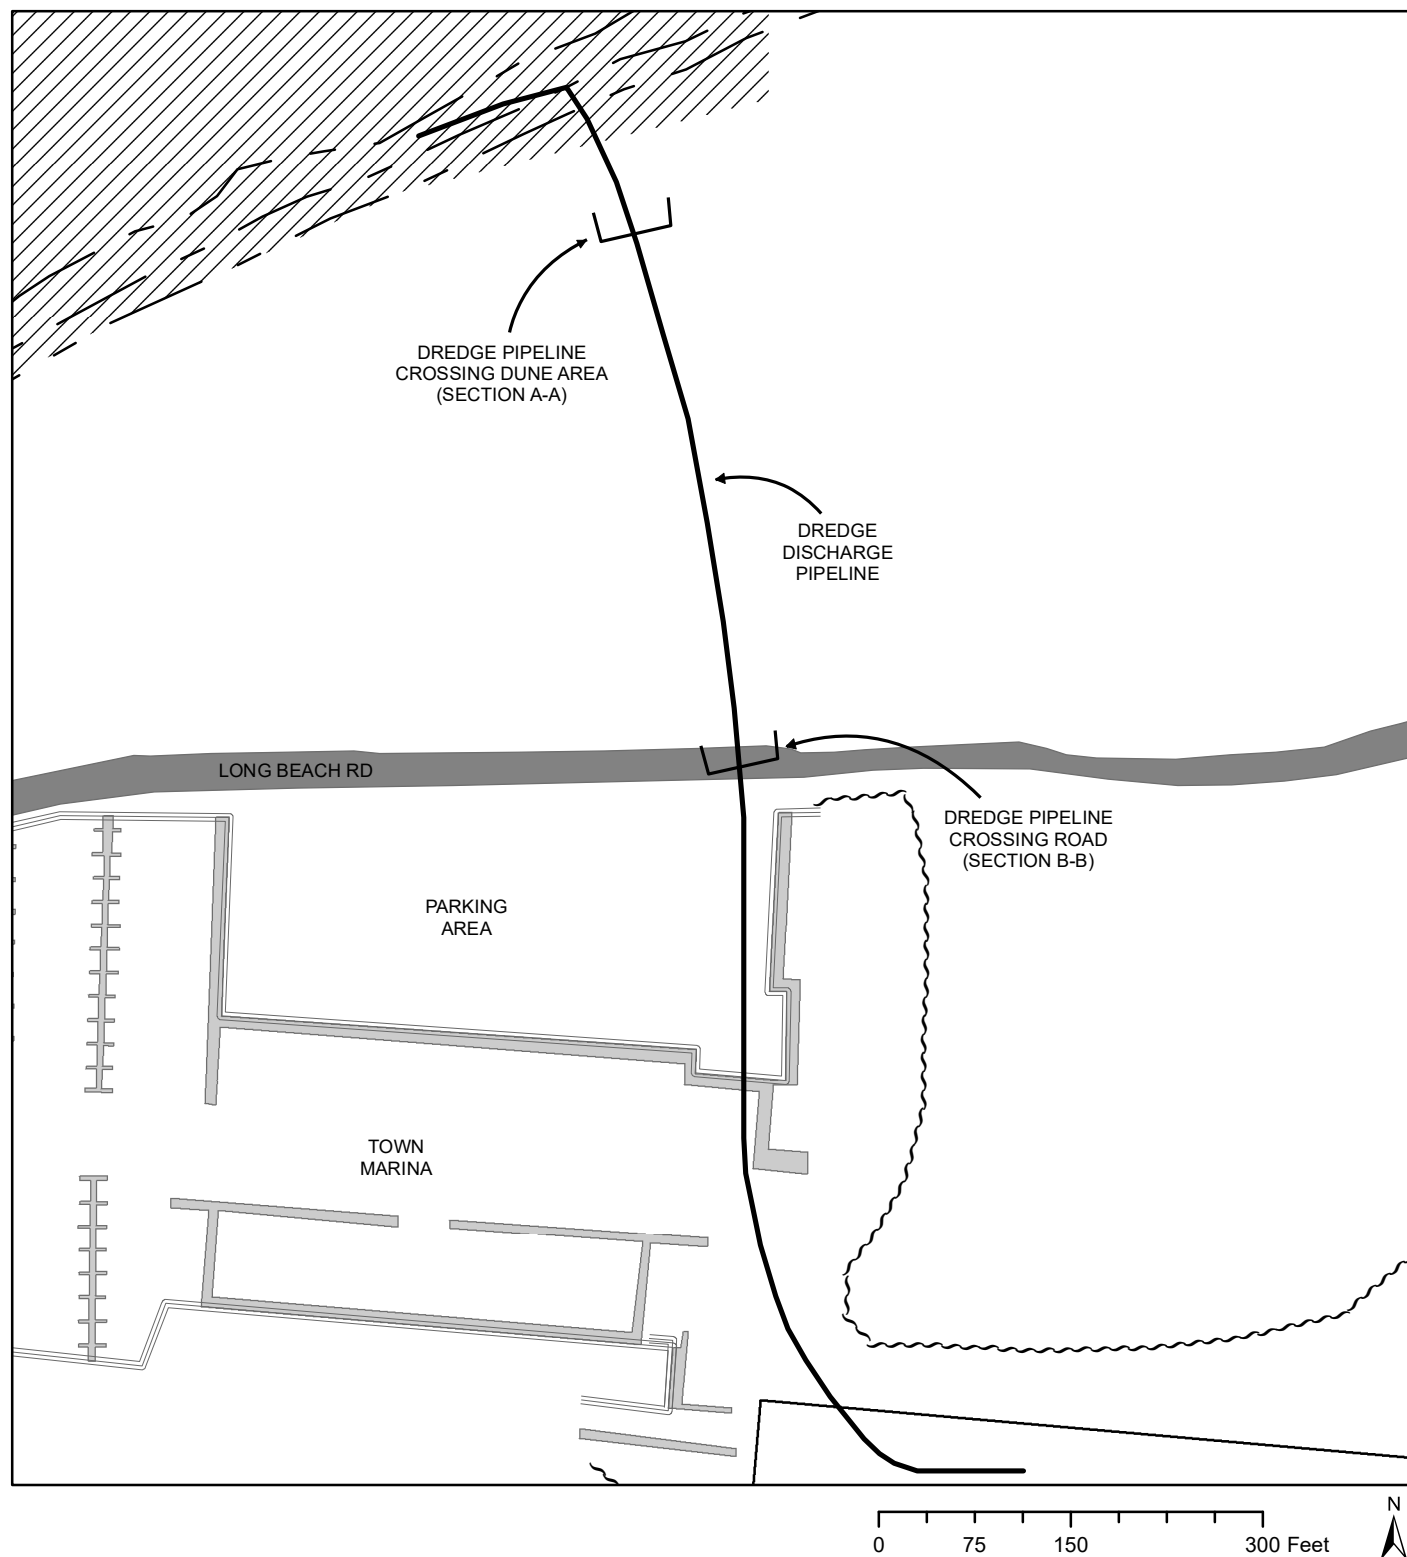 DREDGE PIPELINE
CROSSING DUNE AREA
(SECTION A-A)
DREDGE
DISCHARGE
PIPELINE
LONG BEACH RD
DREDGE PIPELINE
CROSSING ROAD
(SECTION B-B)
PARKING
AREA
TOWN
MARINA
N
0 75 150 300 Feet